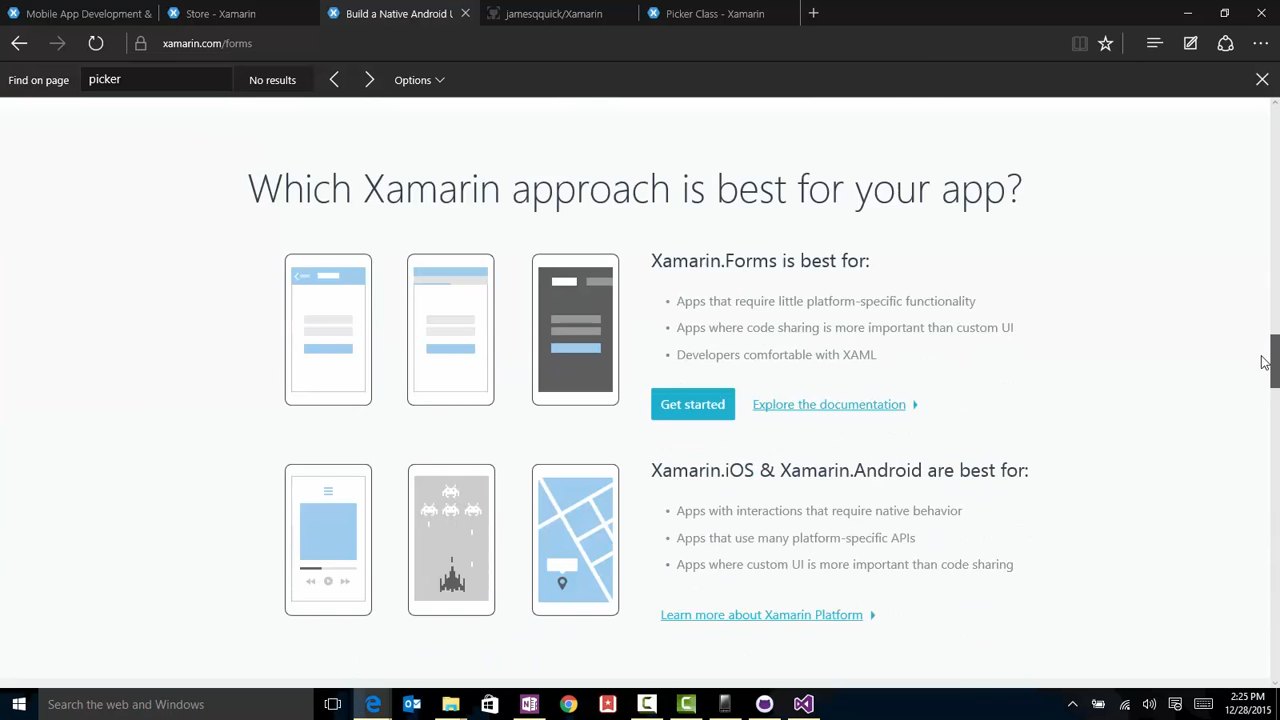 Mobile App Development &
Store - Xamarin
Build a Native Android U
jamesqquick/Xamarin
Picker Class - Xamarin
xamarin.com/forms
Find on page
picker
No results
Options
Which Xamarin approach is best for your app?
Xamarin.Forms is best for:
• Apps that require little platform-specific functionality
• Apps where code sharing is more important than custom UI
• Developers comfortable with XAML
Get started
Explore the documentation
Xamarin.iOS & Xamarin.Android are best for:
• Apps with interactions that require native behavior
• Apps that use many platform-specific APIs
• Apps where custom UI is more important than code sharing
Learn more about Xamarin Platform
Search the web and Windows
2:25 PM
12/28/2015